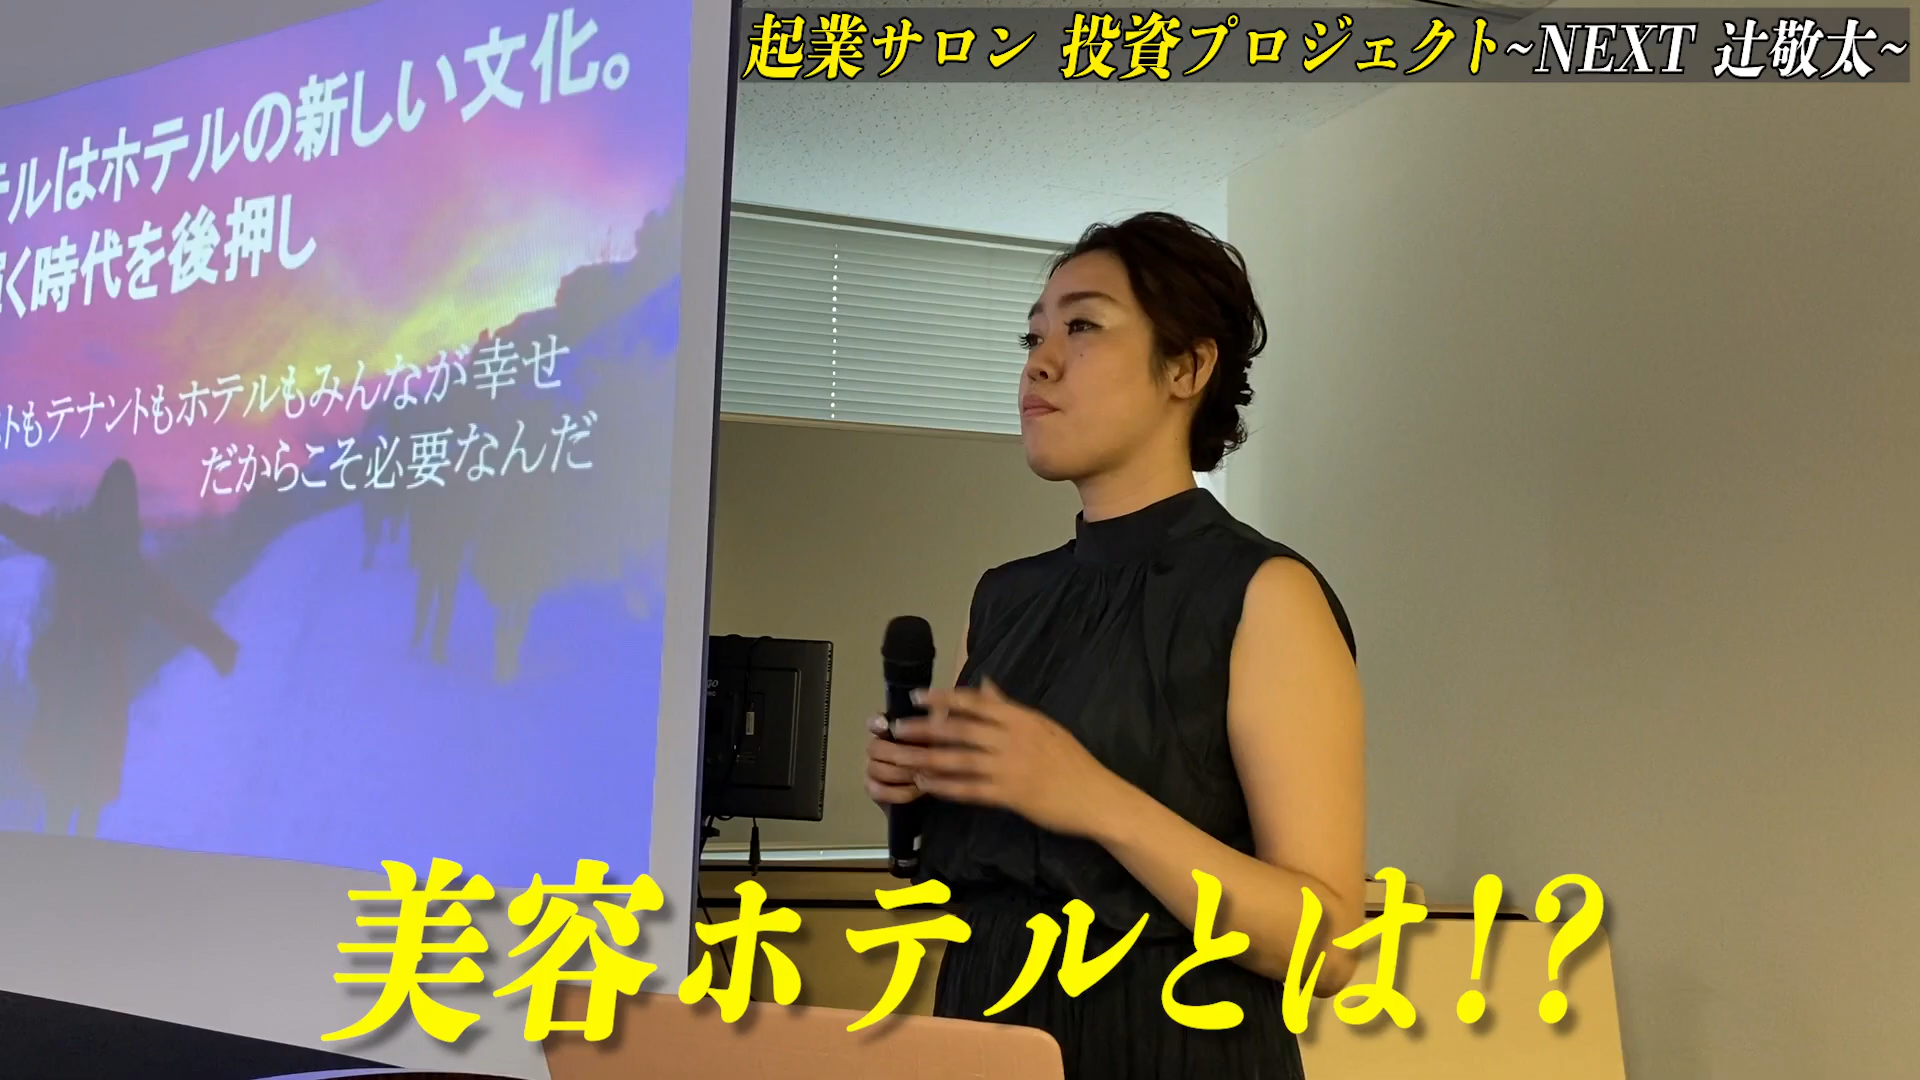 起業サロン 投資プロジェクト~NEXT 辻敬太~
テルはホテルの新しい文化。
く時代を後押し
ストもテナントもホテルもみんなが幸せ
だからこそ必要なんだ
美容ホテルとは!?